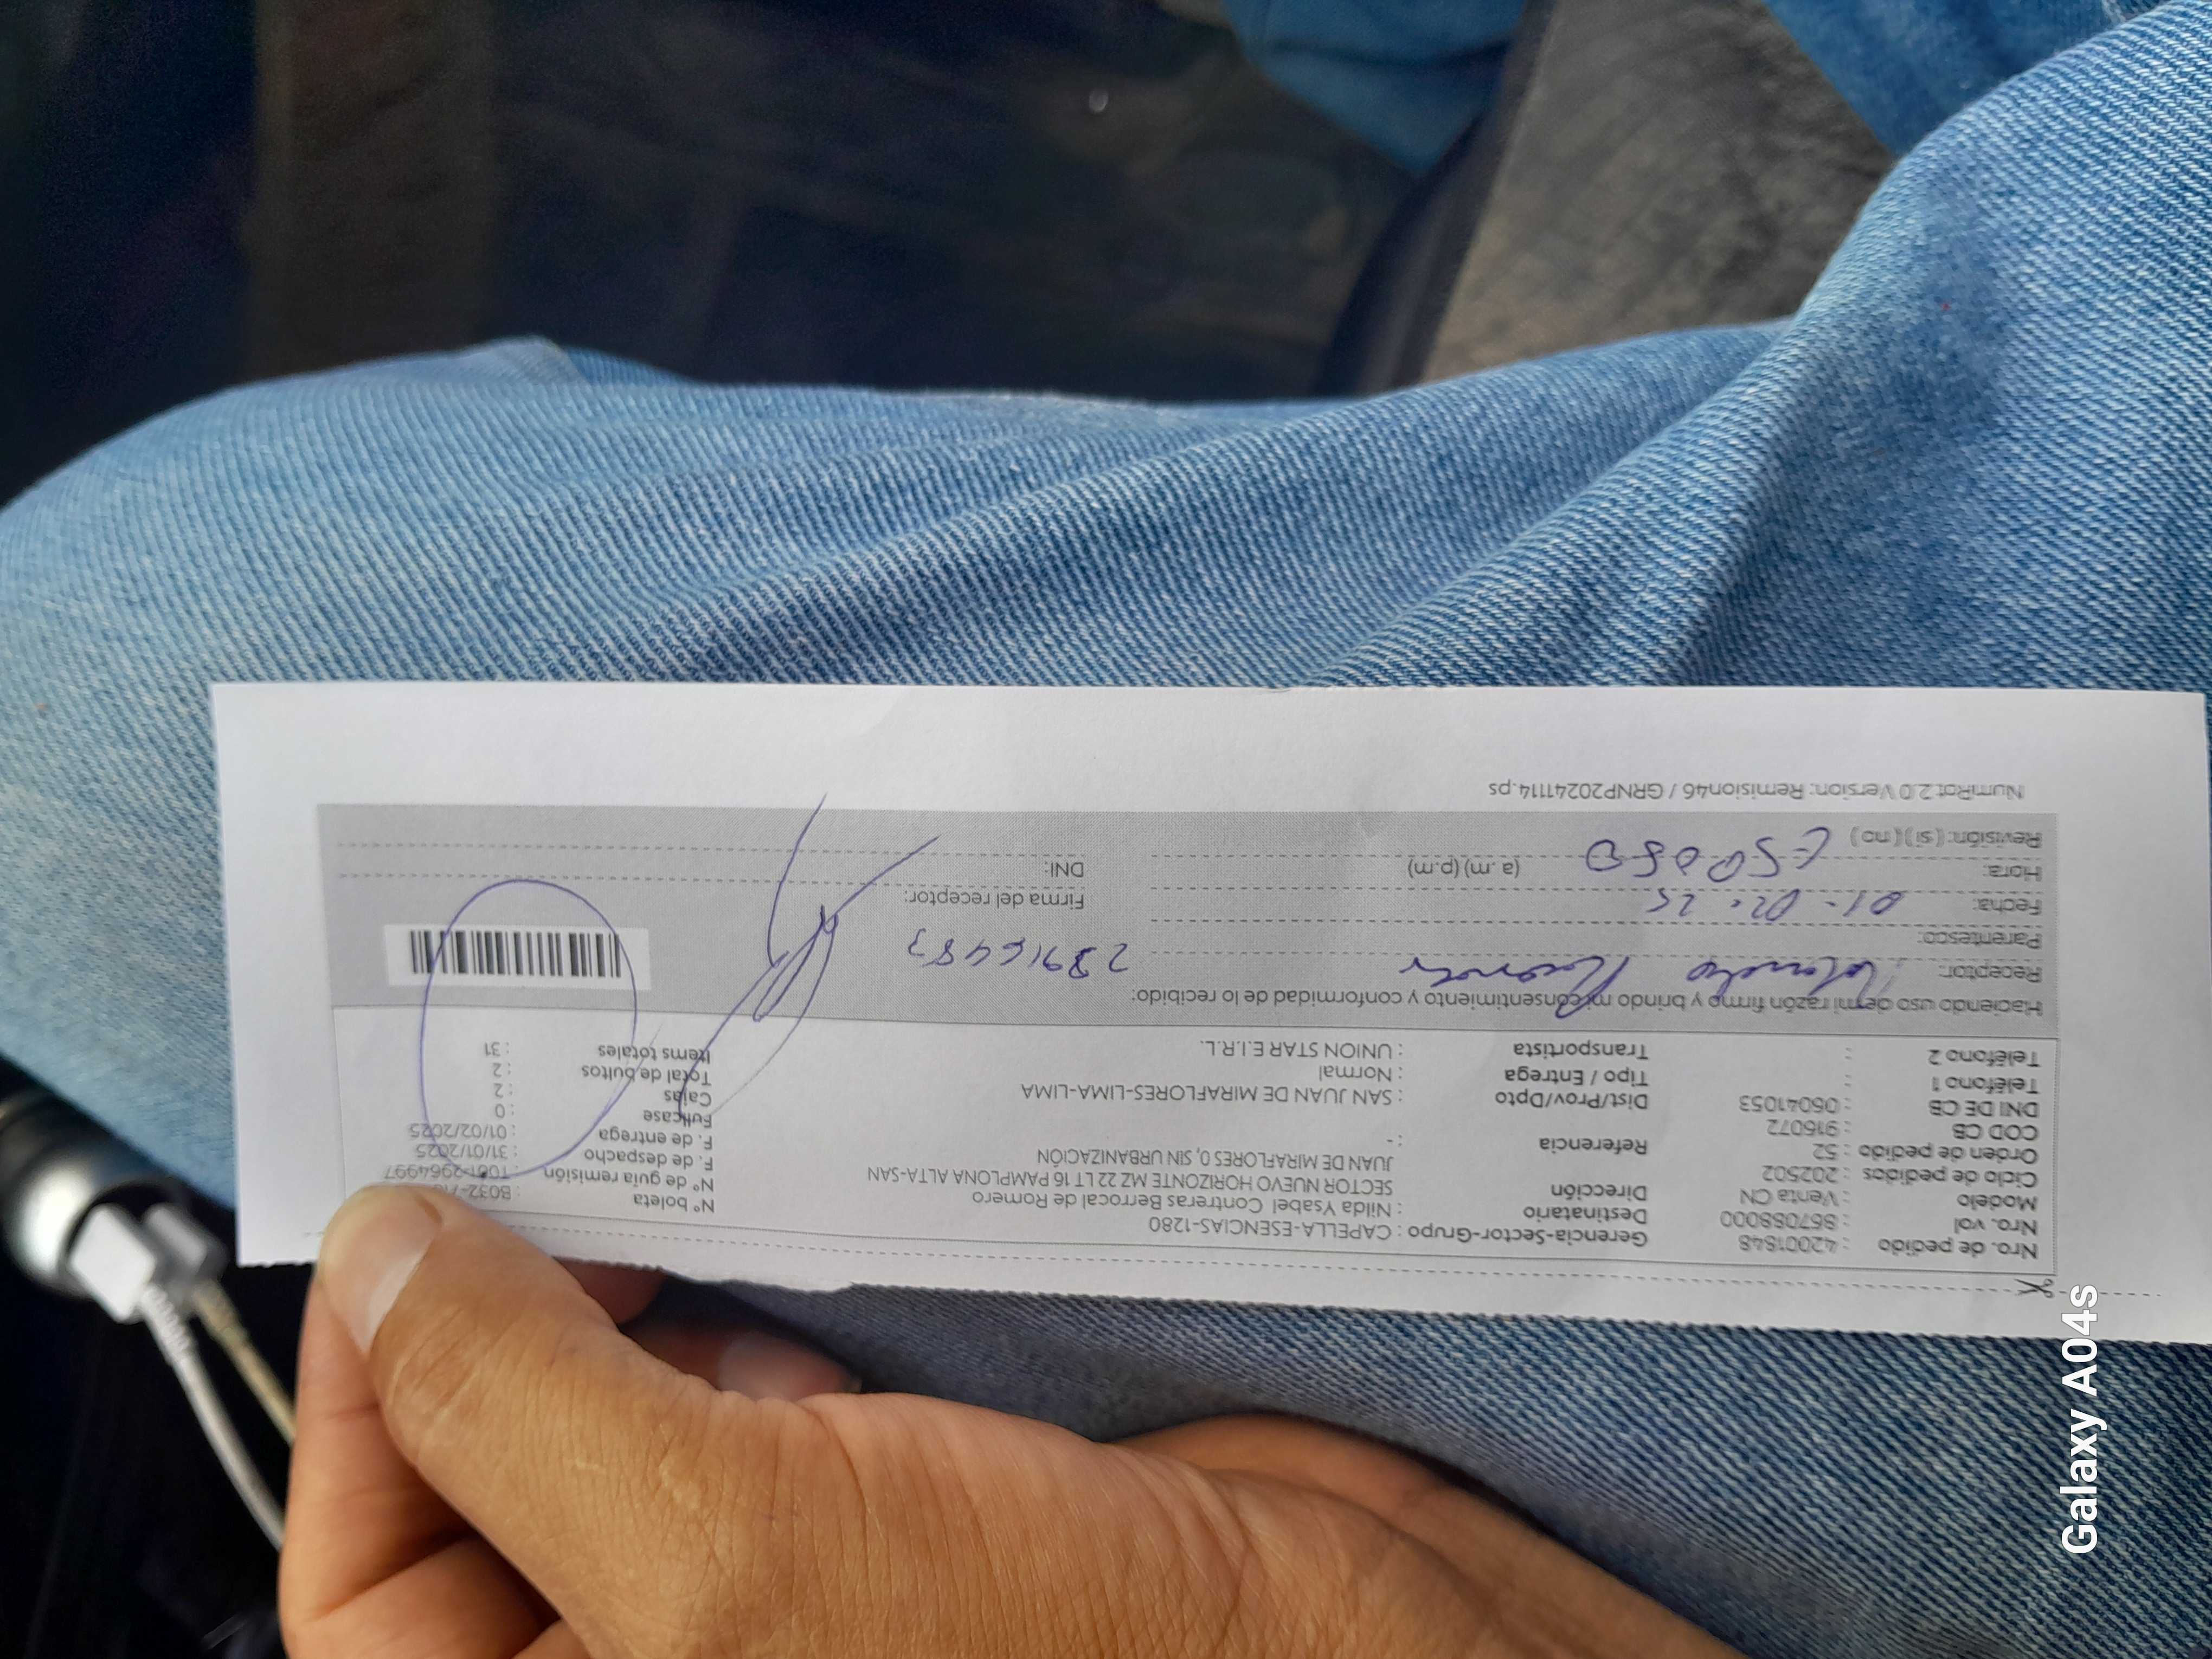 Nro. de pedido : 42001848
Nro. vol : 867088000
Modelo : Venta CN
Ciclo de pedidos : 202502
Orden de pedido : 52
COD CB : 916072
DNI DE CB : 06041053
Teléfono 1 :
Teléfono 2 :
Gerencia-Sector-Grupo : CAPELLA-ESENCIAS-1280
Destinatario : Nilda Ysabel Contreras Berrocal de Romero
Dirección SECTOR NUEVO HORIZONTE MZ 22 LT 16 PAMPLONA ALTA-SAN
JUAN DE MIRAFLORES 0, SIN URBANIZACIÓN
Referencia : -
Dist/Prov/Dpto : SAN JUAN DE MIRAFLORES-LIMA-LIMA
Tipo / Entrega : Normal
Transportista : UNION STAR E.I.R.L.
N° boleta : B032-
N° de guía remisión : T061-2964997
F. de despacho : 31/01/2025
F. de entrega : 01/02/2025
Fullcase : 0
Cajas : 2
Total de bultos : 2
Items totales : 31
Haciendo uso de mi razón firmo y brindo mi consentimiento y conformidad de lo recibido:
Receptor:
Parentesco:
Fecha: 01-02-25
Hora: (a.m) (p.m)
Revisión: ( si ) ( no )
Firma del receptor:
DNI:
NumRot 2.0 Version: Remision46 / GRNP20241114.ps
Galaxy A04s